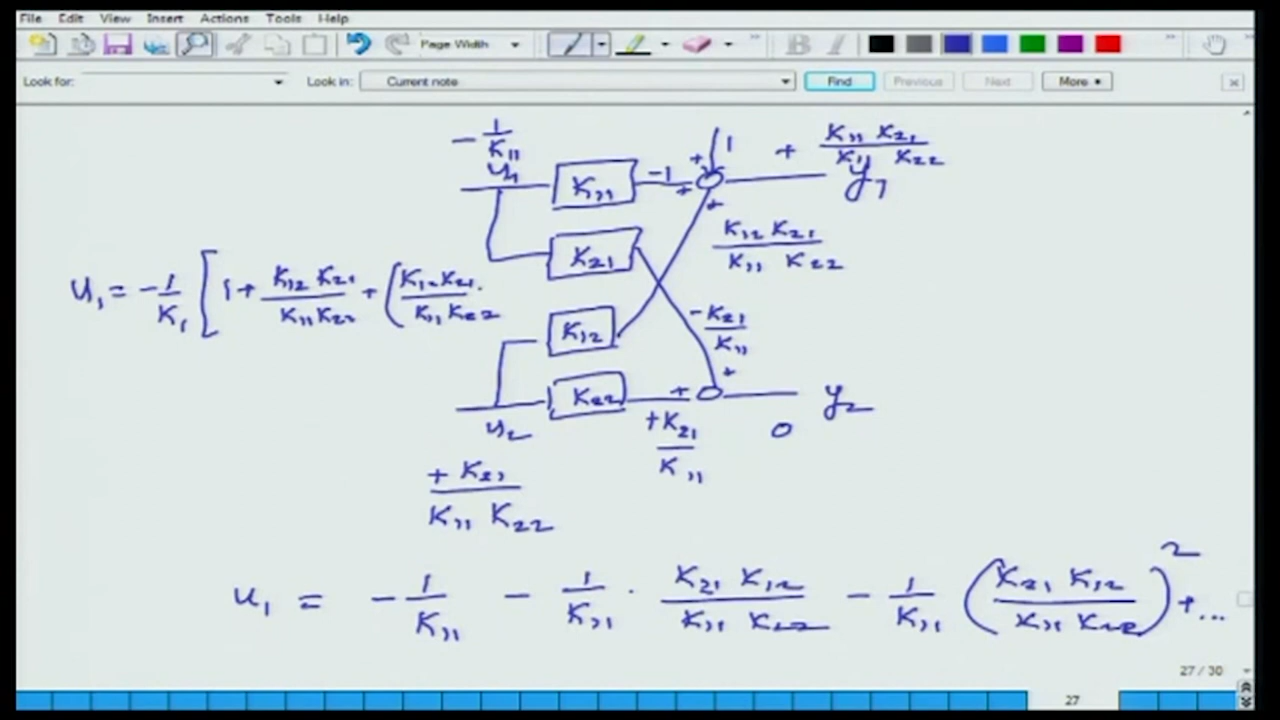 File Edit View Insert Actions Tools Help
Page Width
Look for: Look in: Current note Find Previous Next More
- 1/K₁₁
u₁
K₁₁
-1
+
+
1
+
+ K₁₁ K₂₁ / K₁₁ K₂₂
y₁
K₂₁
K₁₂ K₂₁ / K₁₁ K₂₂
u₁ = - 1/K₁ [ 1 + K₁₂ K₂₁ / K₁₁ K₂₂ + ( K₁₂ K₂₁ / K₁₁ K₂₂
K₁₂
- K₂₁ / K₁₁
K₂₂
+
+
y₂
u₂
+ K₂₁ / K₁₁
0
+ K₂₁ / K₁₁ K₂₂
u₁ = - 1/K₁₁ - 1/K₁₁ · K₂₁ K₁₂ / K₁₁ K₂₂ - 1/K₁₁ ( K₂₁ K₁₂ / K₁₁ K₂₂ )² + ...
27 / 30
27